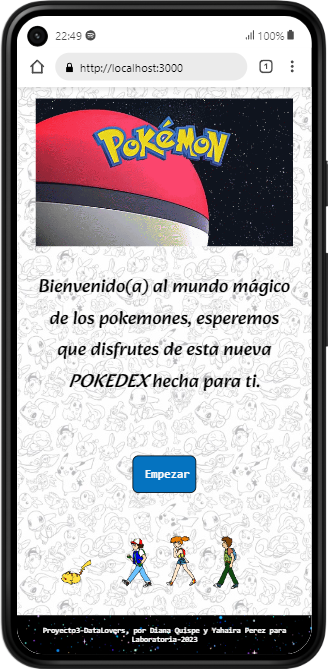 22:49
100%
http://localhost:3000
1
POKéMON
Bienvenido(a) al mundo mágico
de los pokemones, esperemos
que disfrutes de esta nueva
POKEDEX hecha para ti.
Empezar
Proyecto3-DataLovers, por Diana Quispe y Yahaira Perez para
Laboratoria-2023